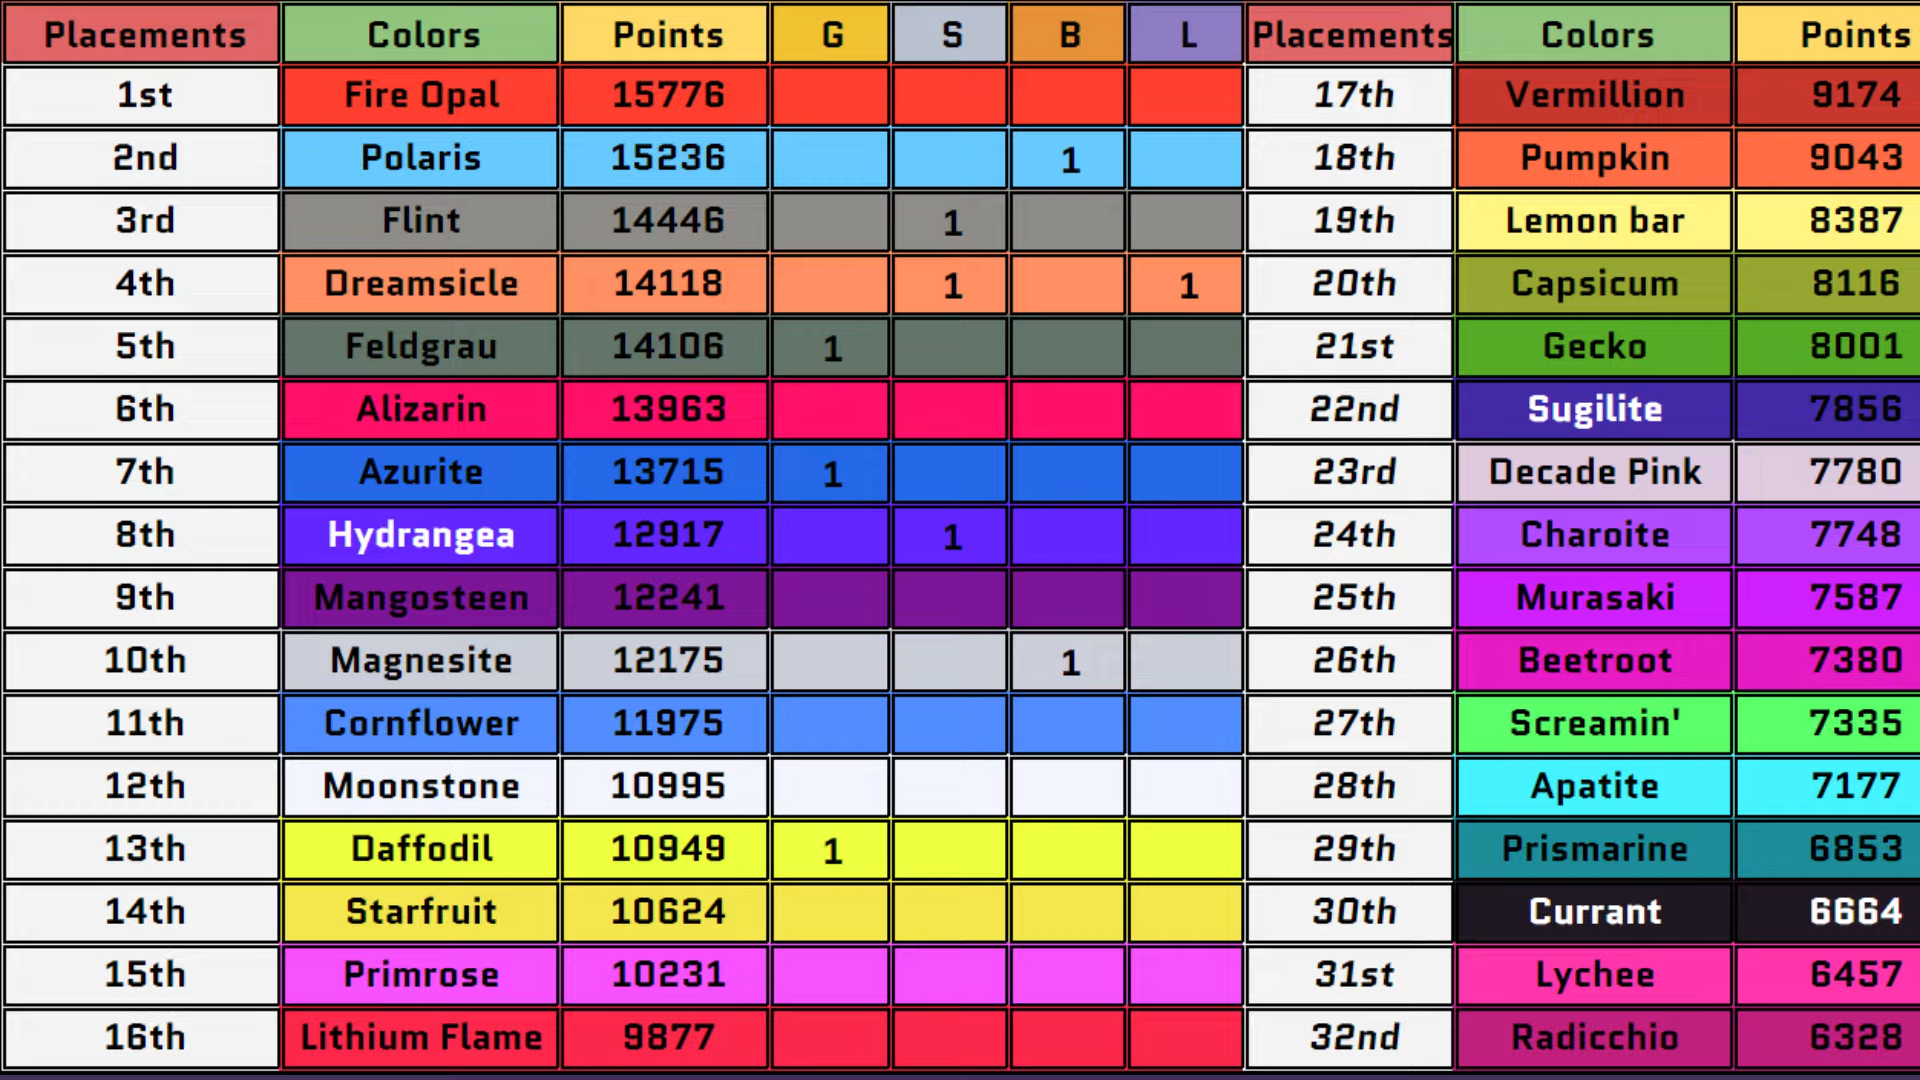 Placements Colors Points G S B L Placements Colors Points
1st Fire Opal 15776 17th Vermillion 9174
2nd Polaris 15236 1 18th Pumpkin 9043
3rd Flint 14446 1 19th Lemon bar 8387
4th Dreamsicle 14118 1 1 20th Capsicum 8116
5th Feldgrau 14106 1 21st Gecko 8001
6th Alizarin 13963 22nd Sugilite 7856
7th Azurite 13715 1 23rd Decade Pink 7780
8th Hydrangea 12917 1 24th Charoite 7748
9th Mangosteen 12241 25th Murasaki 7587
10th Magnesite 12175 1 26th Beetroot 7380
11th Cornflower 11975 27th Screamin' 7335
12th Moonstone 10995 28th Apatite 7177
13th Daffodil 10949 1 29th Prismarine 6853
14th Starfruit 10624 30th Currant 6664
15th Primrose 10231 31st Lychee 6457
16th Lithium Flame 9877 32nd Radicchio 6328